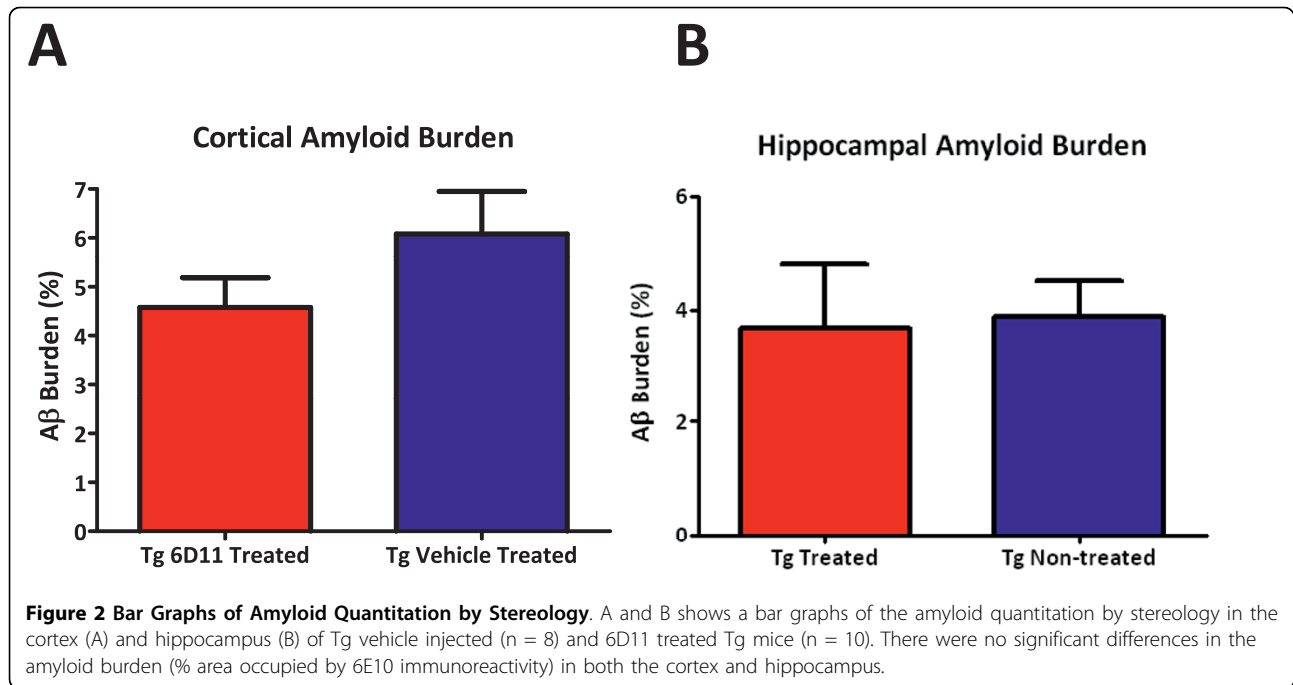 A
B
Cortical Amyloid Burden
Hippocampal Amyloid Burden
Aβ Burden (%)
7
6
5
4
3
2
1
0
Tg 6D11 Treated
Tg Vehicle Treated
Aβ Burden (%)
6
4
2
0
Tg Treated
Tg Non-treated
Figure 2 Bar Graphs of Amyloid Quantitation by Stereology. A and B shows a bar graphs of the amyloid quantitation by stereology in the
cortex (A) and hippocampus (B) of Tg vehicle injected (n = 8) and 6D11 treated Tg mice (n = 10). There were no significant differences in the
amyloid burden (% area occupied by 6E10 immunoreactivity) in both the cortex and hippocampus.